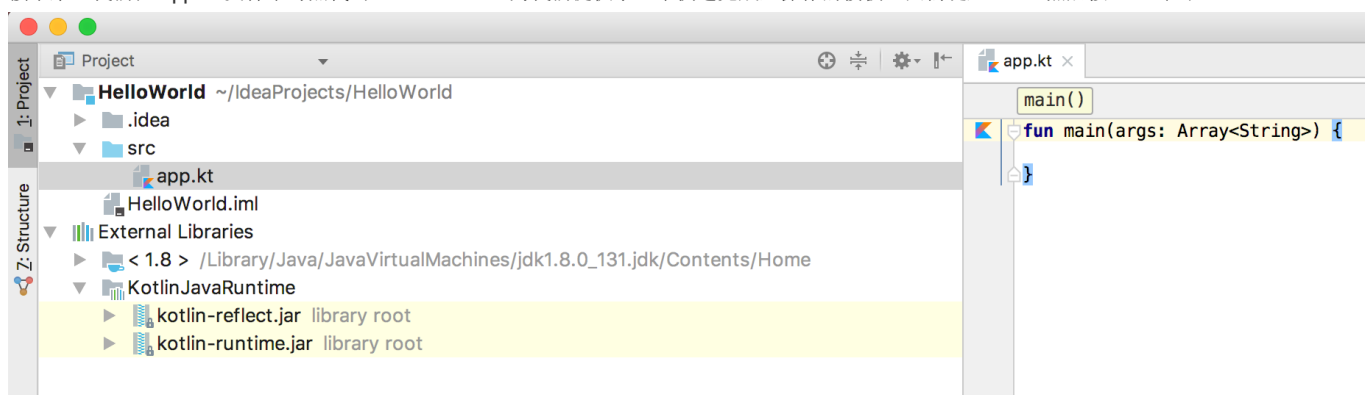 Project
app.kt
1: Project
HelloWorld ~/IdeaProjects/HelloWorld
main()
.idea
fun main(args: Array<String>) {
src
app.kt
}
HelloWorld.iml
Z: Structure
External Libraries
< 1.8 > /Library/Java/JavaVirtualMachines/jdk1.8.0_131.jdk/Contents/Home
KotlinJavaRuntime
kotlin-reflect.jar library root
kotlin-runtime.jar library root